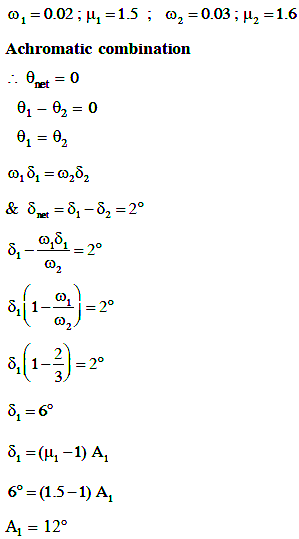 ω₁ = 0.02 ; μ₁ = 1.5 ; ω₂ = 0.03 ; μ₂ = 1.6
Achromatic combination
∴ θnet = 0
θ₁ − θ₂ = 0
θ₁ = θ₂
ω₁δ₁ = ω₂δ₂
& δnet = δ₁ − δ₂ = 2°
δ₁ − ω₁δ₁/ω₂ = 2°
δ₁(1 − ω₁/ω₂) = 2°
δ₁(1 − 2/3) = 2°
δ₁ = 6°
δ₁ = (μ₁ − 1) A₁
6° = (1.5 − 1) A₁
A₁ = 12°